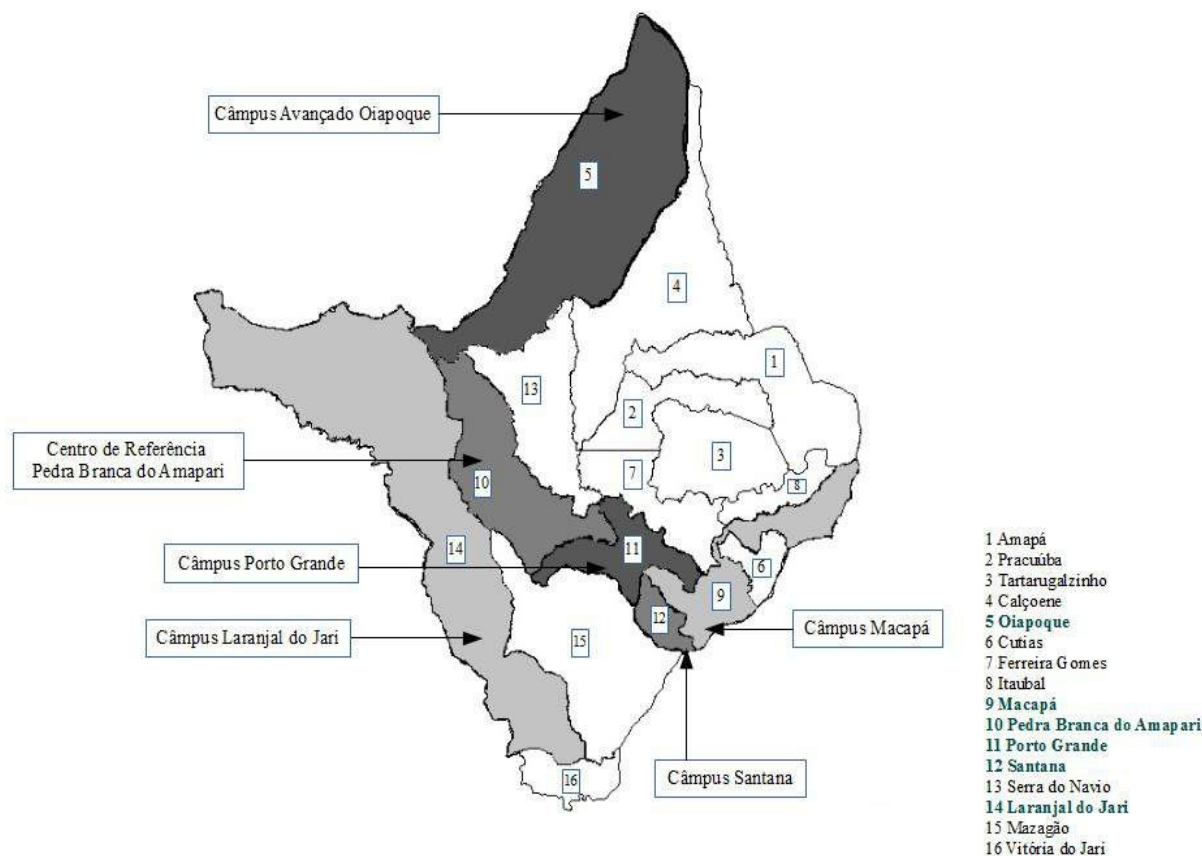 Câmpus Avançado Oiapoque
5
4
1
13
2
Centro de Referência
Pedra Branca do Amapari
3
7
10
8
11
14
Câmpus Porto Grande
6
9
12
Câmpus Macapá
Câmpus Laranjal do Jari
15
Câmpus Santana
16
1 Amapá
2 Pracuúba
3 Tartarugalzinho
4 Calçoene
5 Oiapoque
6 Cutias
7 Ferreira Gomes
8 Itaubal
9 Macapá
10 Pedra Branca do Amapari
11 Porto Grande
12 Santana
13 Serra do Navio
14 Laranjal do Jari
15 Mazagão
16 Vitória do Jari